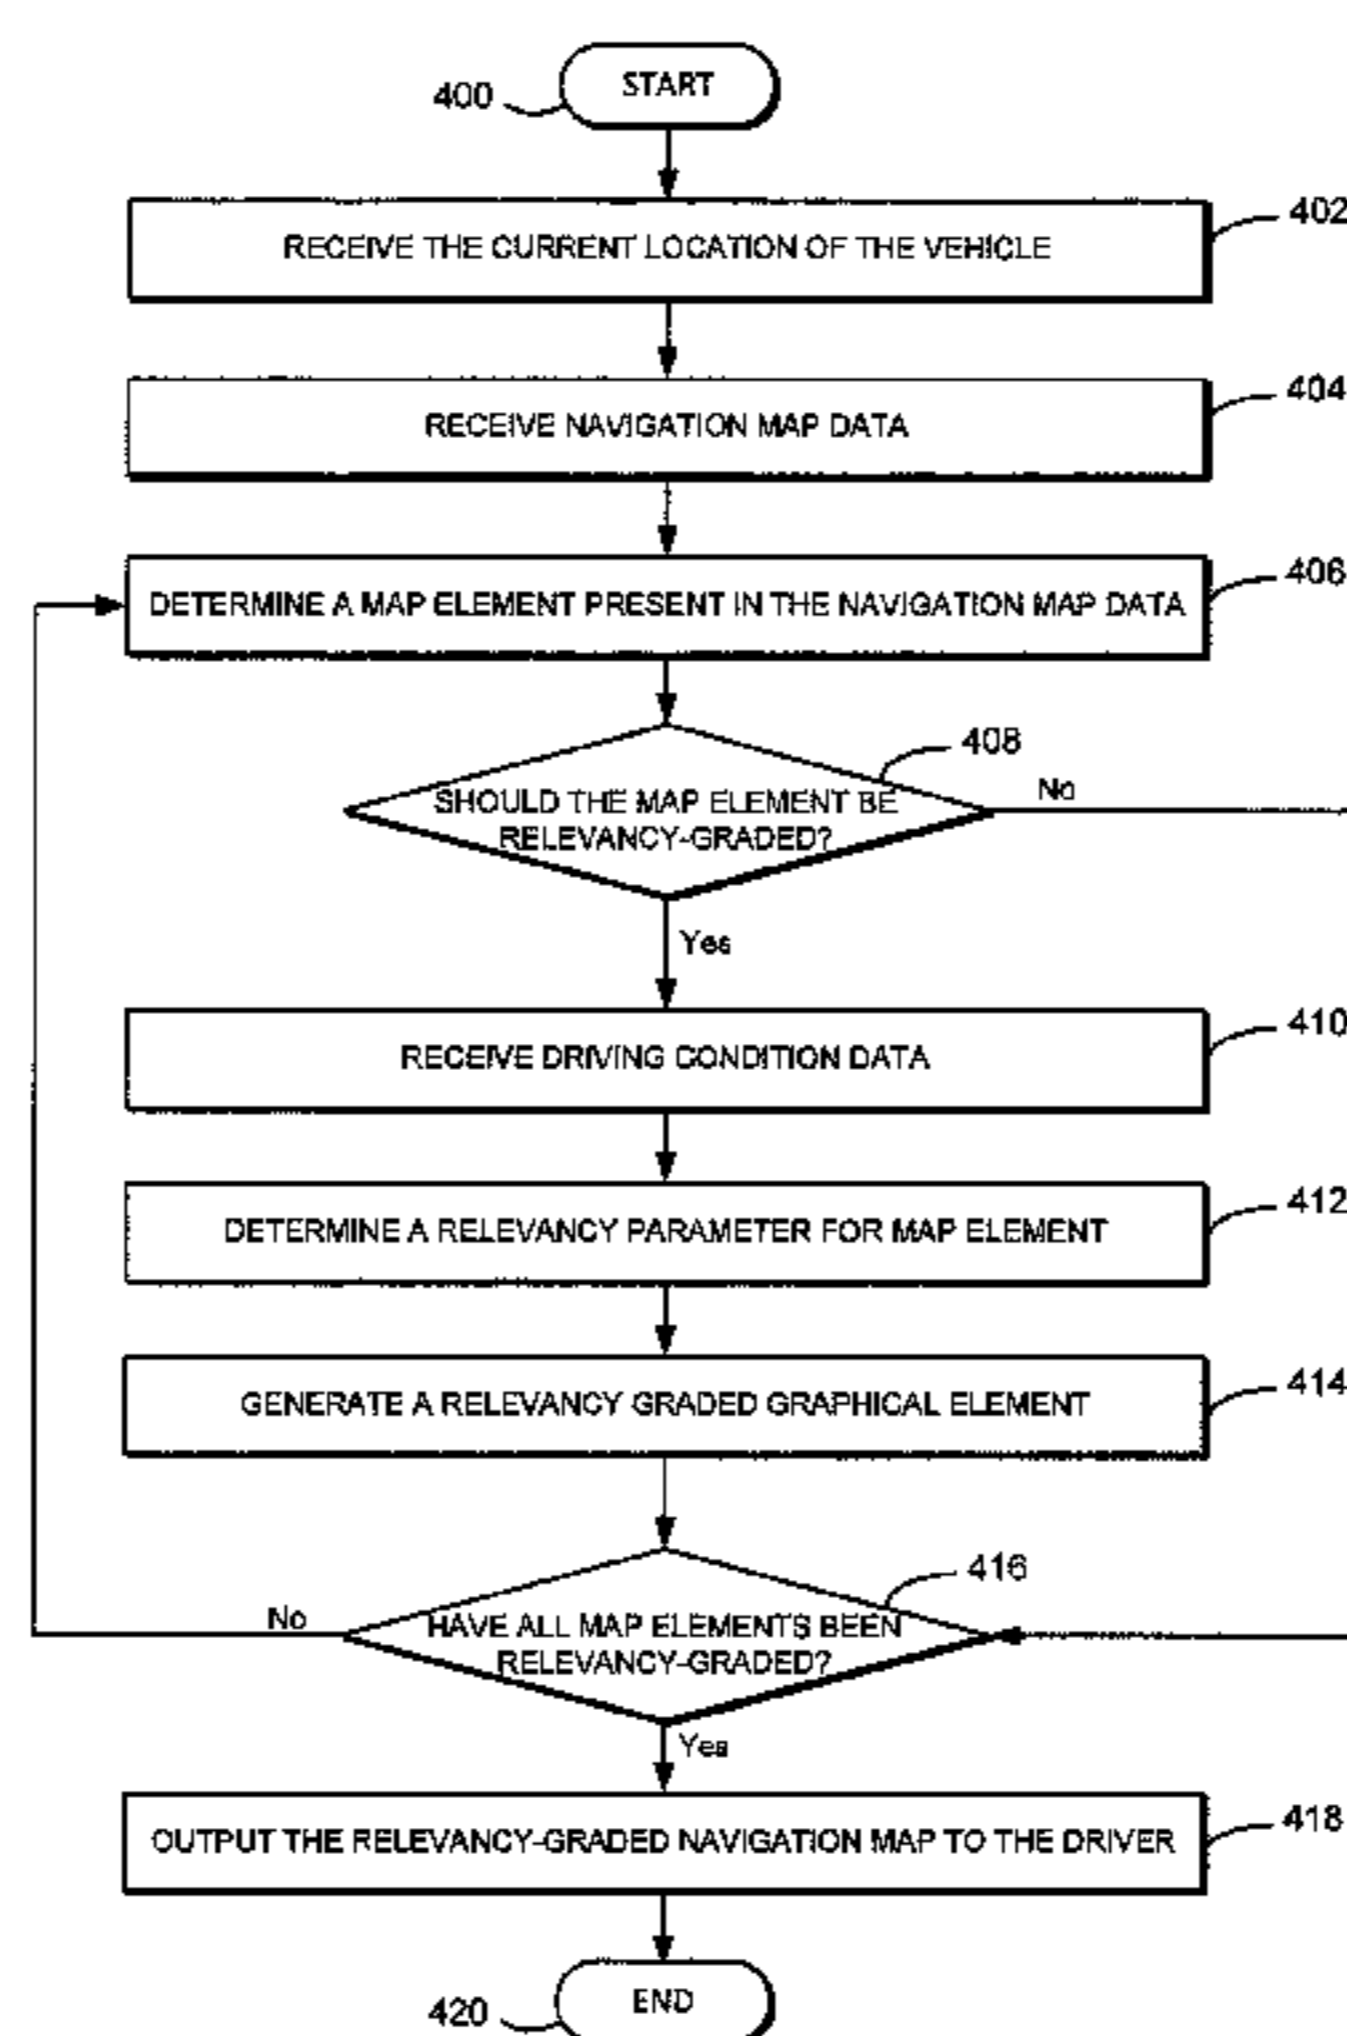 START
400
402
RECEIVE THE CURRENT LOCATION OF THE VEHICLE
404
RECEIVE NAVIGATION MAP DATA
406
DETERMINE A MAP ELEMENT PRESENT IN THE NAVIGATION MAP DATA
408
No
SHOULD THE MAP ELEMENT BE
RELEVANCY-GRADED?
Yes
410
RECEIVE DRIVING CONDITION DATA
412
DETERMINE A RELEVANCY PARAMETER FOR MAP ELEMENT
414
GENERATE A RELEVANCY GRADED GRAPHICAL ELEMENT
416
No
HAVE ALL MAP ELEMENTS BEEN
RELEVANCY-GRADED?
Yes
418
OUTPUT THE RELEVANCY-GRADED NAVIGATION MAP TO THE DRIVER
END
420